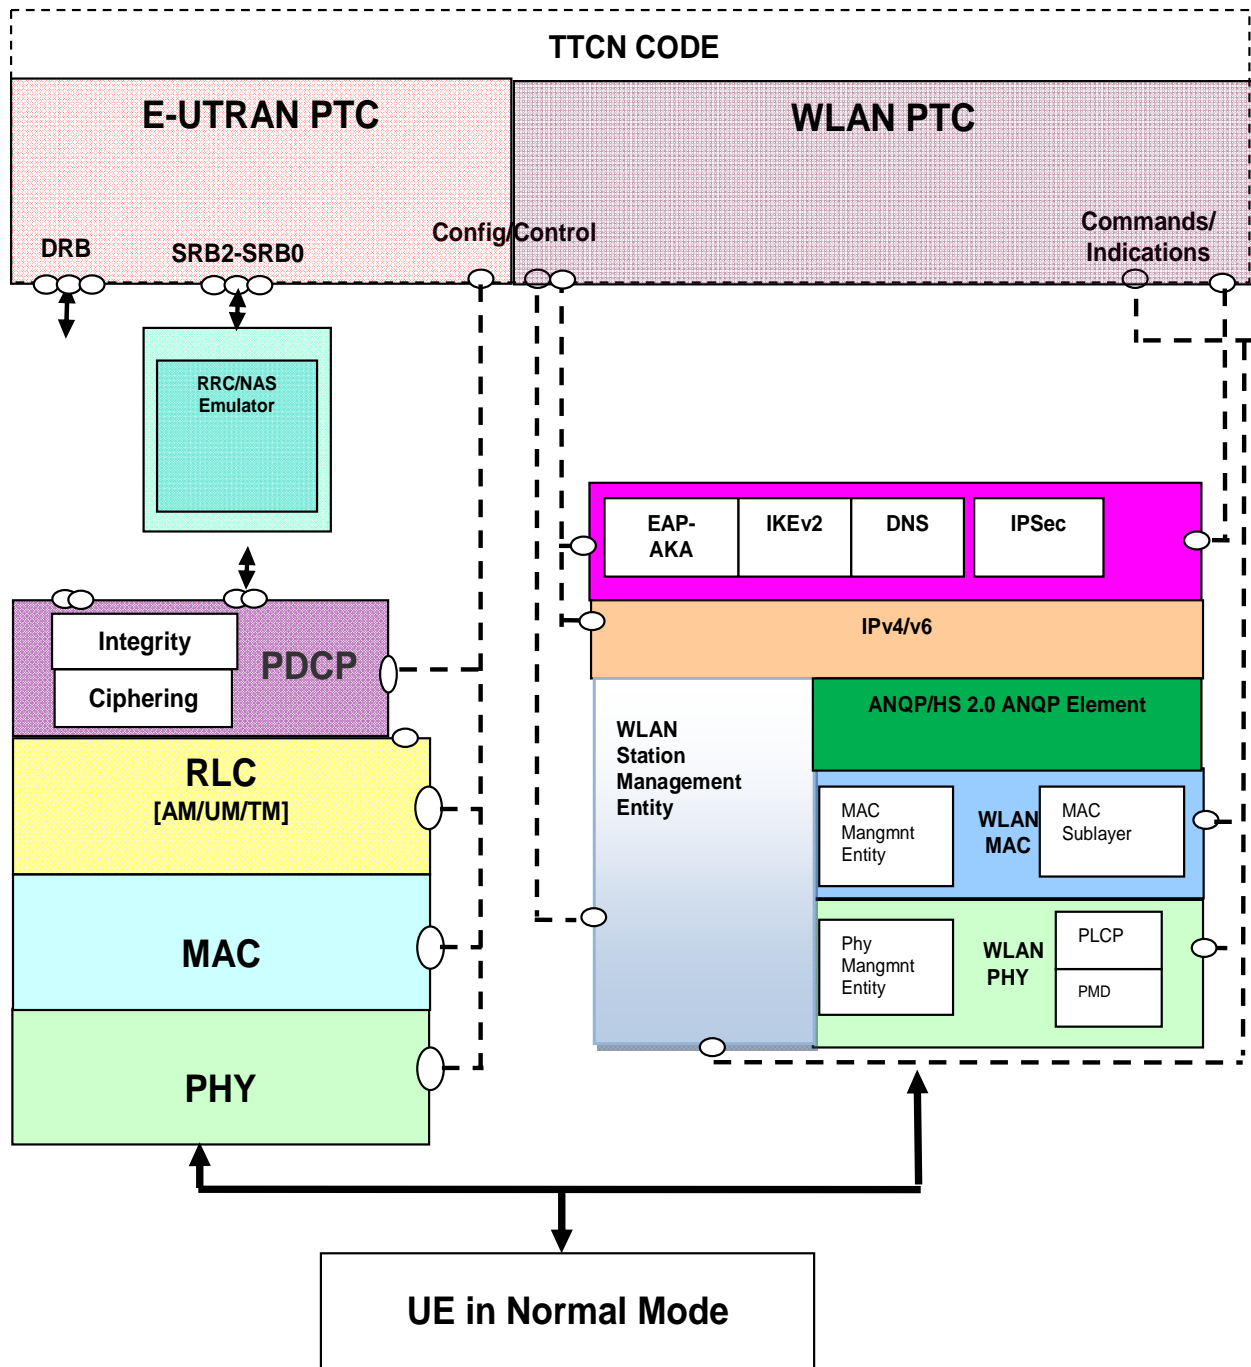 TTCN CODE
E-UTRAN PTC
WLAN PTC
DRB
SRB2-SRB0
Config/Control
Commands/
Indications
RRC/NAS
Emulator
EAP-
AKA
IKEv2
DNS
IPSec
IPv4/v6
Integrity
Ciphering
PDCP
ANQP/HS 2.0 ANQP Element
WLAN
Station
Management
Entity
RLC
[AM/UM/TM]
MAC
Mangmnt
Entity
WLAN
MAC
MAC
Sublayer
MAC
Phy
Mangmnt
Entity
WLAN
PHY
PLCP
PMD
PHY
UE in Normal Mode